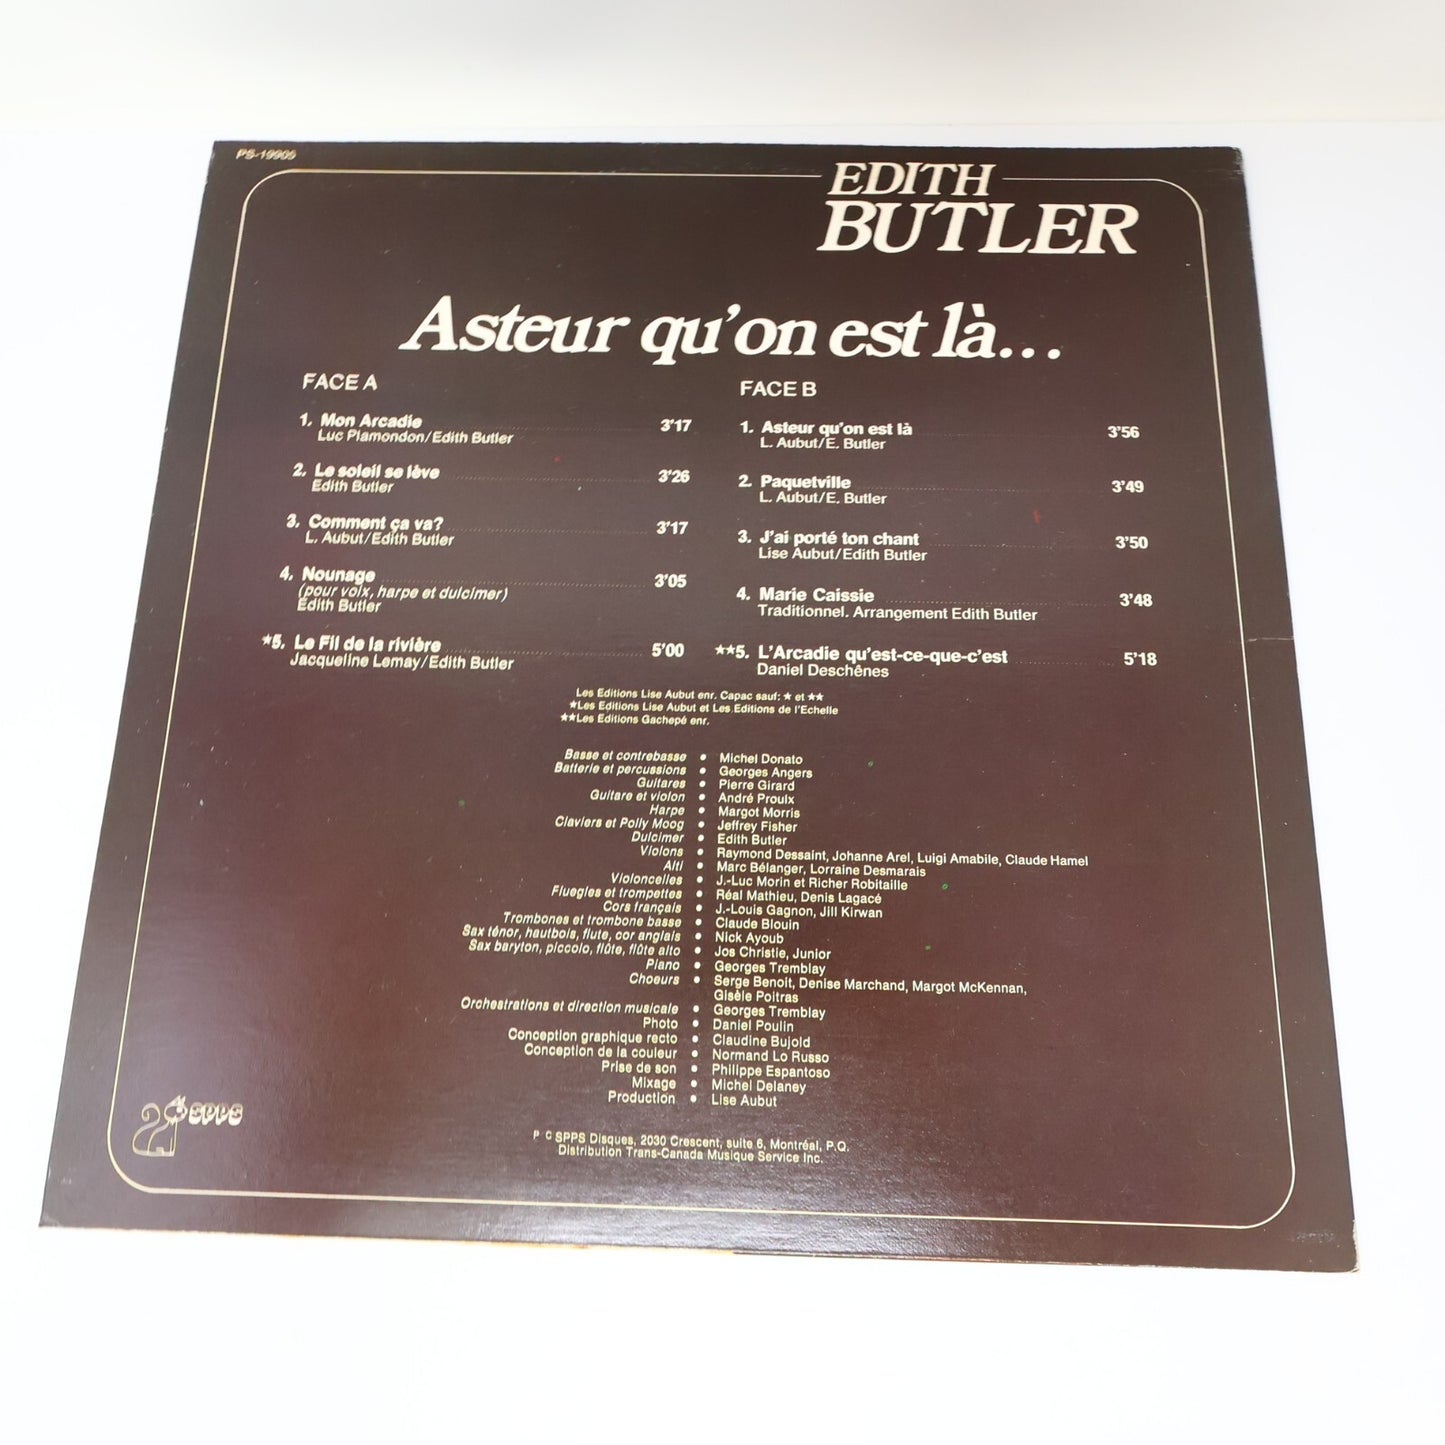 PS-19905
EDITH
BUTLER
Asteur qu'on est là...
FACE A
1. Mon Arcadie 3'17
Luc Plamondon/Edith Butler
2. Le soleil se lève 3'26
Edith Butler
3. Comment ça va? 3'17
L. Aubut/Edith Butler
4. Nounage 3'05
(pour voix, harpe et dulcimer)
Edith Butler
★5. Le Fil de la rivière 5'00
Jacqueline Lemay/Edith Butler
FACE B
1. Asteur qu'on est là 3'56
L. Aubut/E. Butler
2. Paquetville 3'49
L. Aubut/E. Butler
3. J'ai porté ton chant 3'50
Lise Aubut/Edith Butler
4. Marie Caissie 3'48
Traditionnel. Arrangement Edith Butler
★★5. L'Arcadie qu'est-ce-que-c'est 5'18
Daniel Deschênes
Les Editions Lise Aubut enr. Capac sauf: ★ et ★★
★Les Editions Lise Aubut et Les Editions de l'Echelle
★★Les Editions Gachepé enr.
Basse et contrebasse • Michel Donato
Batterie et percussions • Georges Angers
Guitares • Pierre Girard
Guitare et violon • André Proulx
Harpe • Margot Morris
Claviers et Polly Moog • Jeffrey Fisher
Dulcimer • Edith Butler
Violons • Raymond Dessaint, Johanne Arel, Luigi Amabile, Claude Hamel
Alti • Marc Bélanger, Lorraine Desmarais
Violoncelles • J.-Luc Morin et Richer Robitaille
Fluegles et trompettes • Réal Mathieu, Denis Lagacé
Cors français • J.-Louis Gagnon, Jill Kirwan
Trombones et trombone basse • Claude Blouin
Sax ténor, hautbois, flute, cor anglais • Nick Ayoub
Sax baryton, piccolo, flûte, flûte alto • Jos Christie, Junior
Piano • Georges Tremblay
Choeurs • Serge Benoit, Denise Marchand, Margot McKennan,
Gisèle Poitras
Orchestrations et direction musicale • Georges Tremblay
Photo • Daniel Poulin
Conception graphique recto • Claudine Bujold
Conception de la couleur • Normand Lo Russo
Prise de son • Philippe Espantoso
Mixage • Michel Delaney
Production • Lise Aubut
SPPS
P C SPPS Disques, 2030 Crescent, suite 6, Montréal, P.Q.
Distribution Trans-Canada Musique Service Inc.